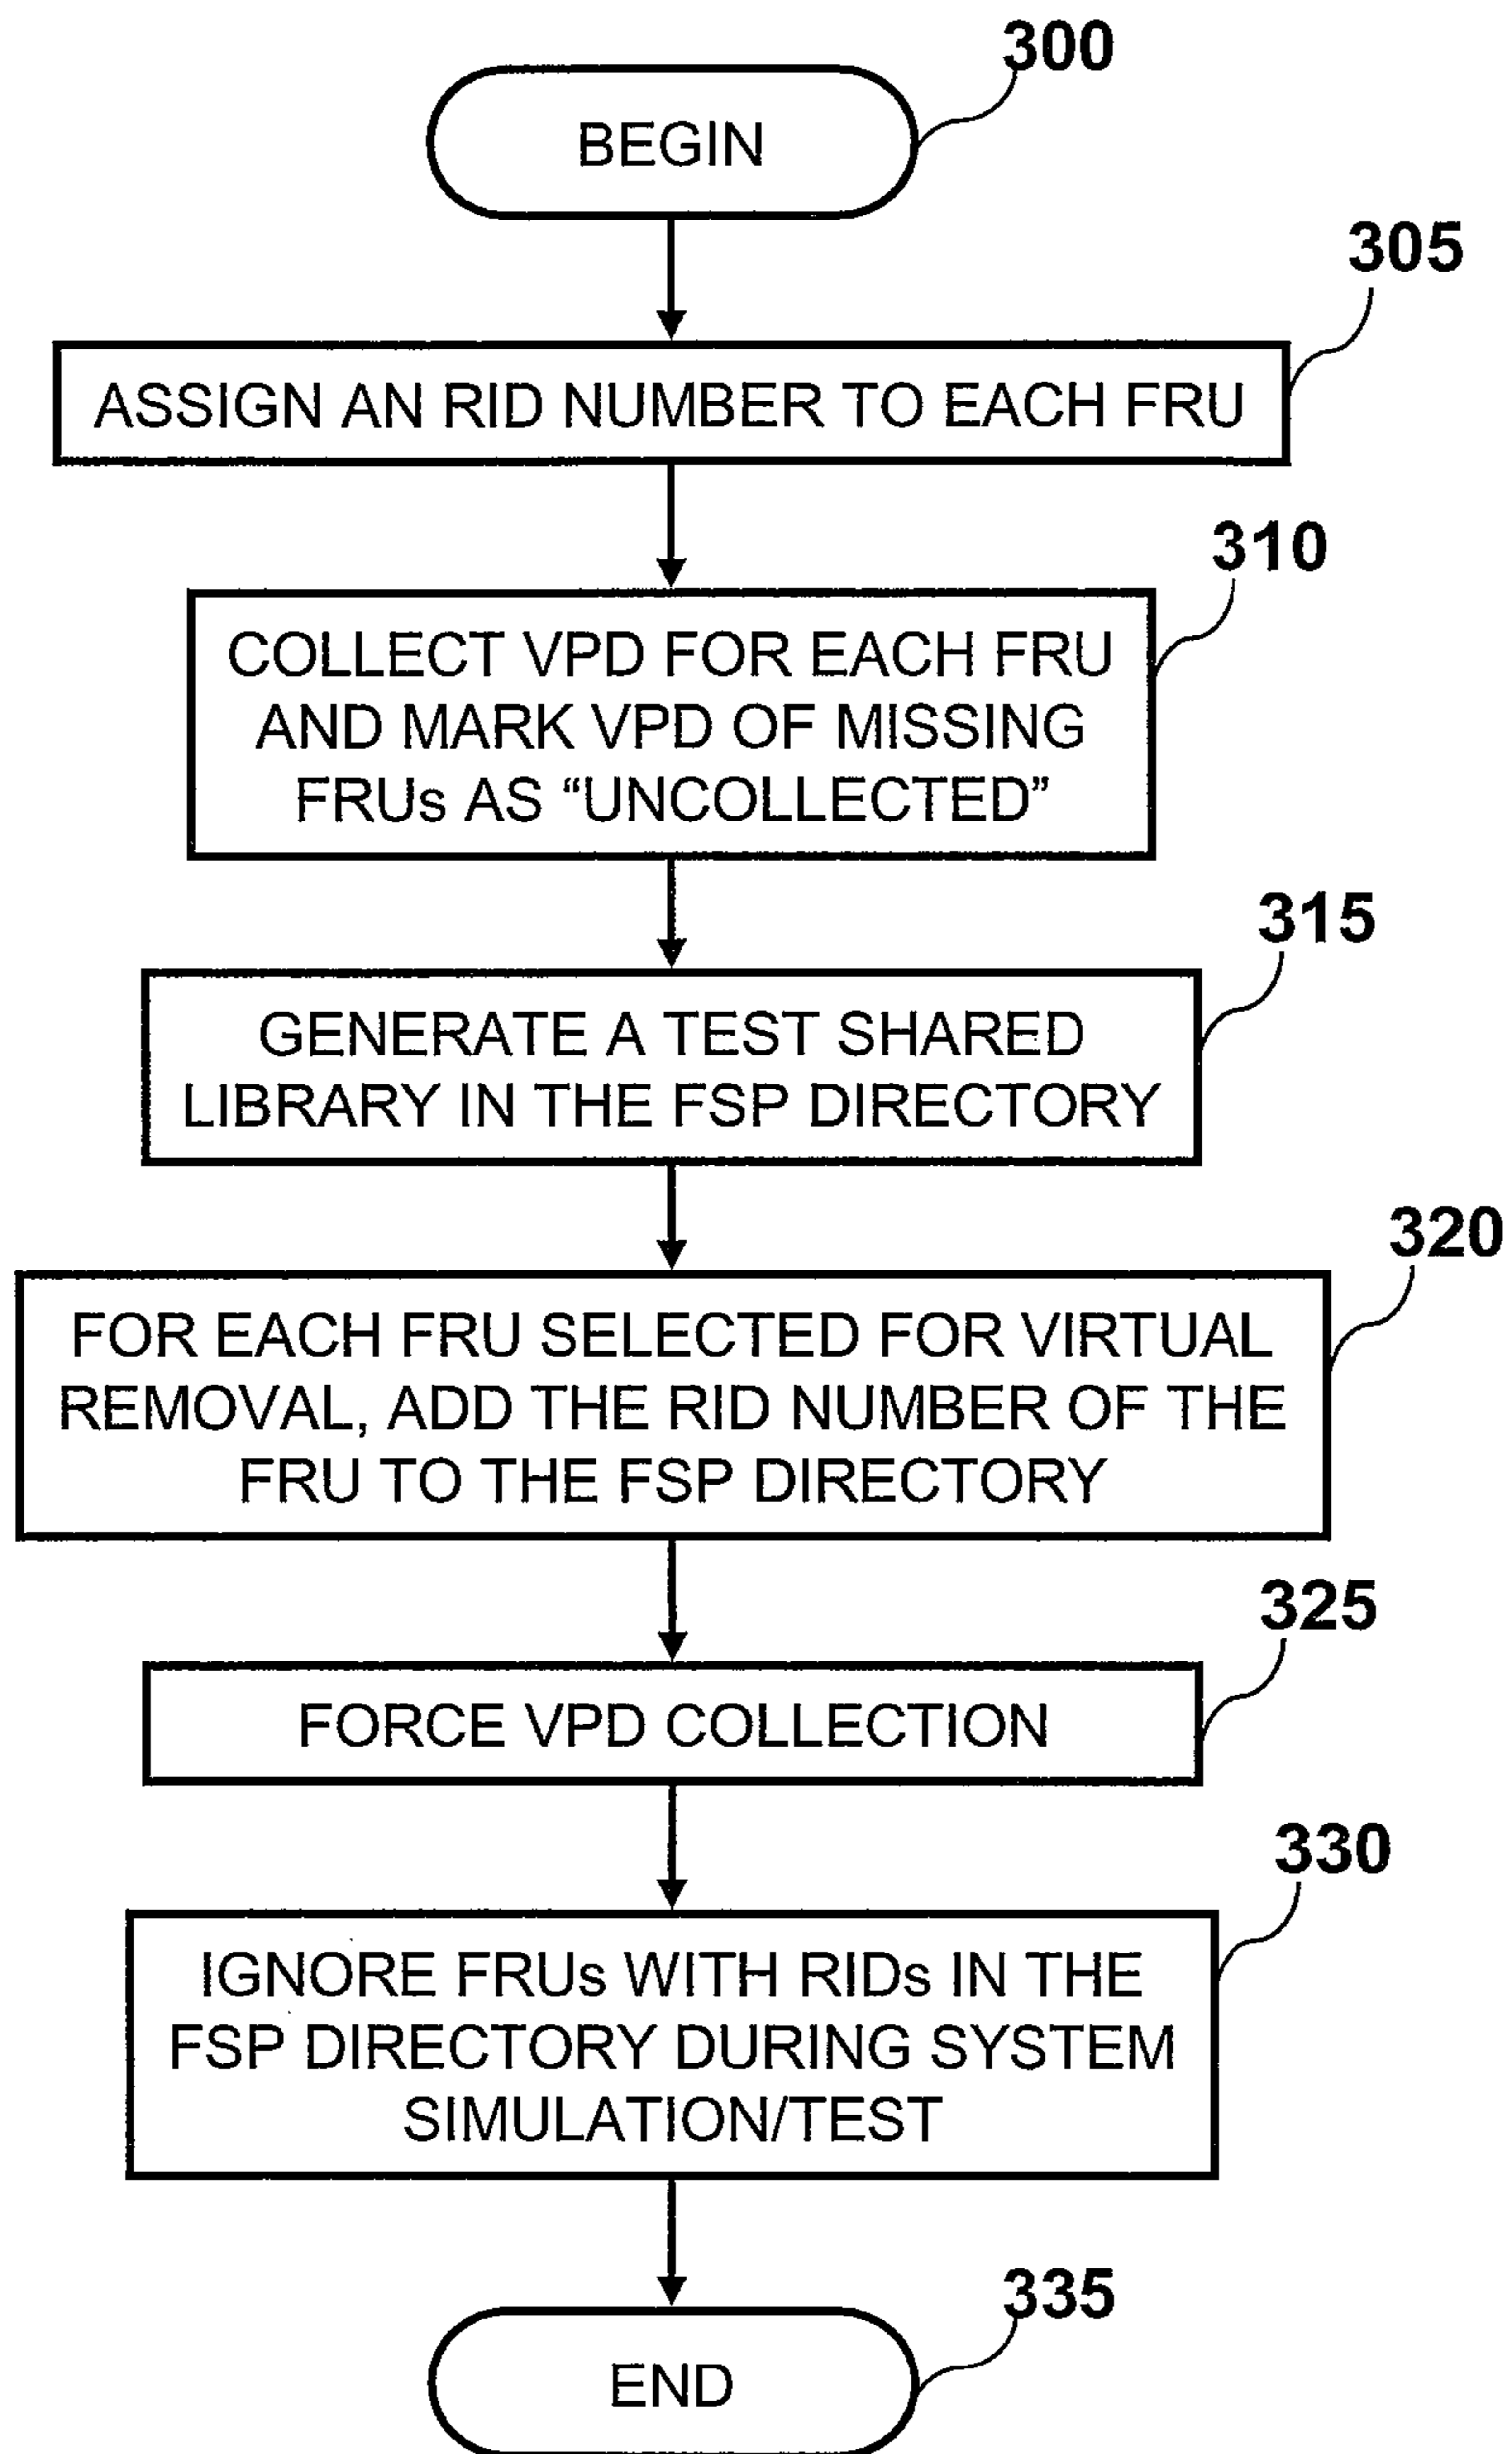 300
BEGIN
305
ASSIGN AN RID NUMBER TO EACH FRU
310
COLLECT VPD FOR EACH FRU
AND MARK VPD OF MISSING
FRUs AS “UNCOLLECTED”
315
GENERATE A TEST SHARED
LIBRARY IN THE FSP DIRECTORY
320
FOR EACH FRU SELECTED FOR VIRTUAL
REMOVAL, ADD THE RID NUMBER OF THE
FRU TO THE FSP DIRECTORY
325
FORCE VPD COLLECTION
330
IGNORE FRUs WITH RIDs IN THE
FSP DIRECTORY DURING SYSTEM
SIMULATION/TEST
335
END